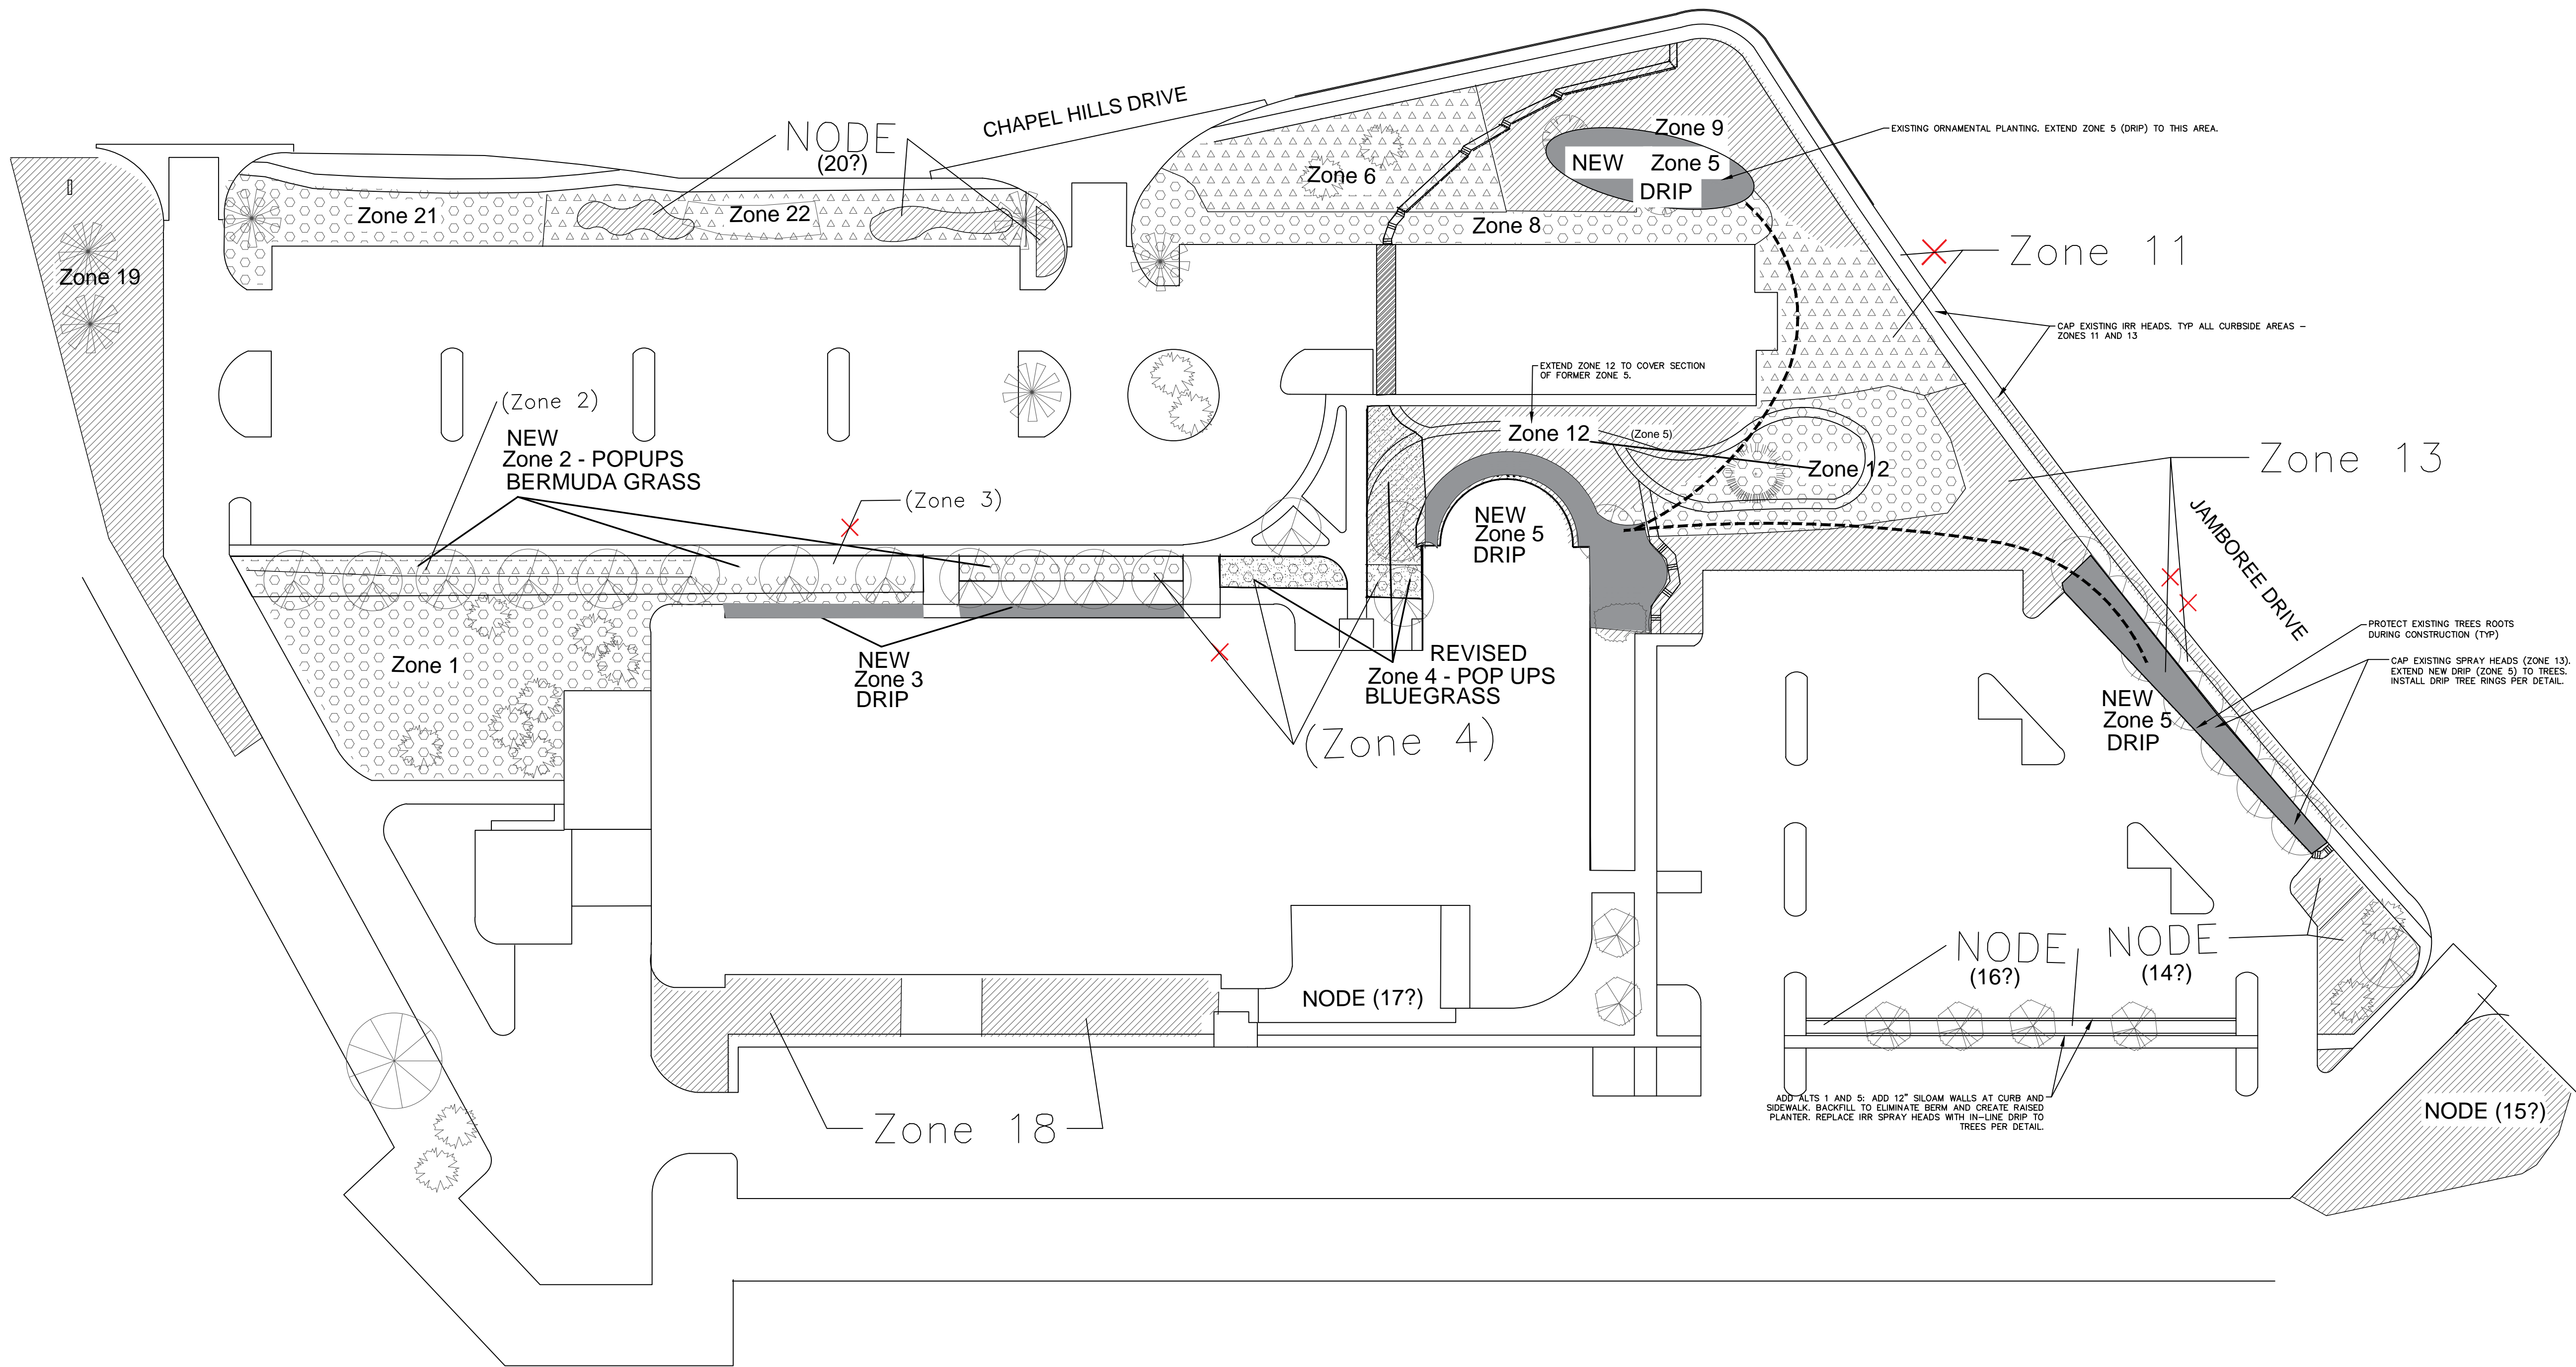 CHAPEL HILLS DRIVE
NODE
(20?)
Zone 9
EXISTING ORNAMENTAL PLANTING. EXTEND ZONE 5 (DRIP) TO THIS AREA.
NEW Zone 5
DRIP
Zone 6
Zone 21
Zone 22
Zone 8
Zone 19
Zone 11
CAP EXISTING IRR HEADS. TYP ALL CURBSIDE AREAS –
ZONES 11 AND 13
EXTEND ZONE 12 TO COVER SECTION
OF FORMER ZONE 5.
(Zone 2)
NEW
Zone 2 - POPUPS
BERMUDA GRASS
Zone 12
(Zone 5)
Zone 12
Zone 13
(Zone 3)
JAMBOREE DRIVE
NEW
Zone 5
DRIP
PROTECT EXISTING TREES ROOTS
DURING CONSTRUCTION (TYP)
CAP EXISTING SPRAY HEADS (ZONE 13).
EXTEND NEW DRIP (ZONE 5) TO TREES.
INSTALL DRIP TREE RINGS PER DETAIL.
Zone 1
NEW
Zone 3
DRIP
REVISED
Zone 4 - POP UPS
BLUEGRASS
(Zone 4)
NEW
Zone 5
DRIP
NODE
(16?)
NODE
(14?)
NODE (17?)
Zone 18
ADD ALTS 1 AND 5: ADD 12" SILOAM WALLS AT CURB AND
SIDEWALK. BACKFILL TO ELIMINATE BERM AND CREATE RAISED
PLANTER. REPLACE IRR SPRAY HEADS WITH IN-LINE DRIP TO
TREES PER DETAIL.
NODE (15?)